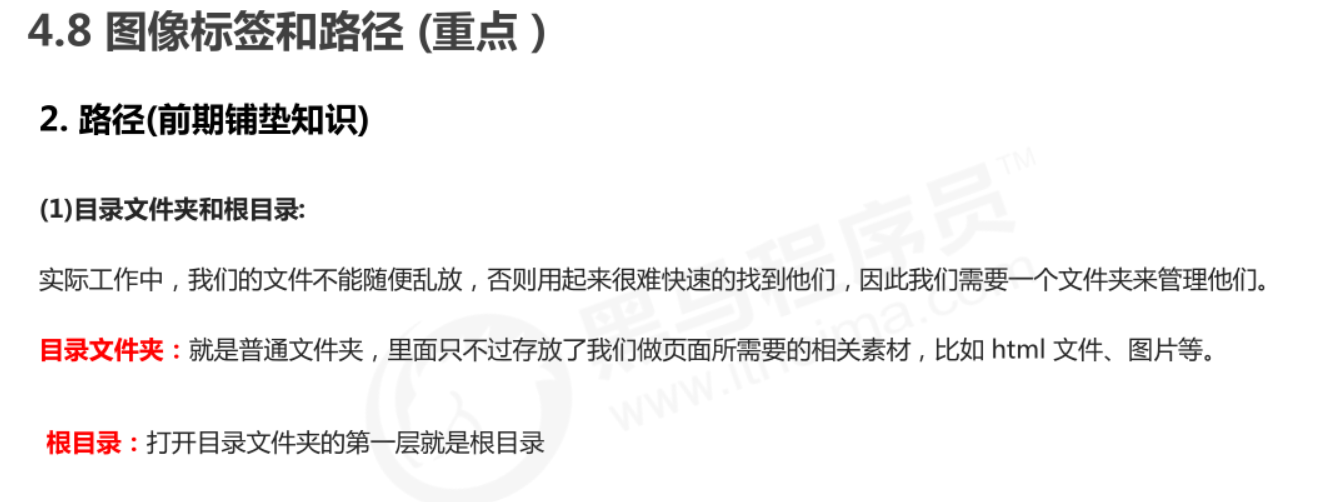 4.8 图像标签和路径 (重点 )
2. 路径(前期铺垫知识)
(1)目录文件夹和根目录:
实际工作中，我们的文件不能随便乱放，否则用起来很难快速的找到他们，因此我们需要一个文件夹来管理他们。
目录文件夹：就是普通文件夹，里面只不过存放了我们做页面所需要的相关素材，比如 html 文件、图片等。
根目录：打开目录文件夹的第一层就是根目录
黑马程序员™
www.itheima.com